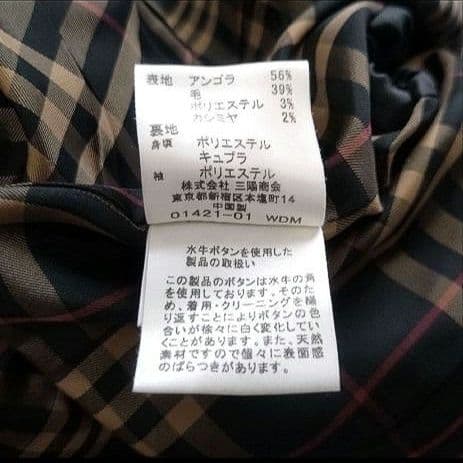 表地 アンゴラ 56%
毛 39%
ポリエステル 3%
カシミヤ 2%
裏地
身頃 ポリエステル
キュプラ
袖 ポリエステル
株式会社 三陽商会
東京都新宿区本塩町14
中国製
01421-01 WDM
水牛ボタンを使用した
製品の取扱い
この製品のボタンは水牛の角
を使用しております。そのた
め、着用・クリーニングを繰
り返すことによりボタンの色
合いが徐々に白く変化してい
くことがあります。また、天然
素材ですので個々に表面感
のばらつきがあります。